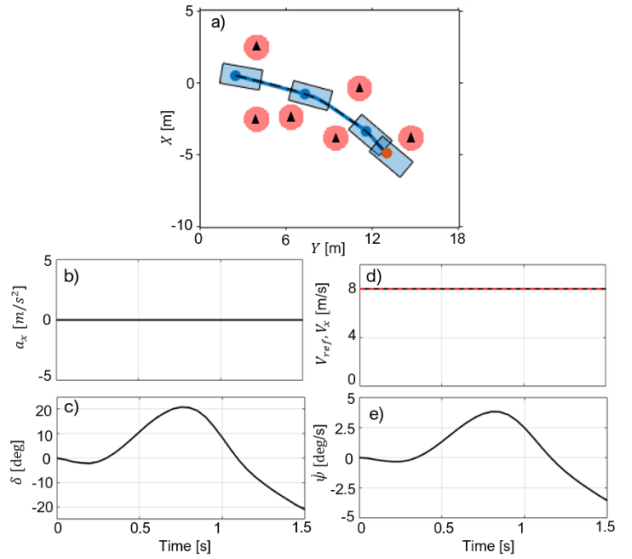 a)
5
0
-5
-10
X [m]
0
6
12
18
Y [m]
b)
5
0
-5
a_x [m/s²]
d)
8
4
0
V_ref, V_x [m/s]
c)
20
10
0
-10
-20
δ [deg]
0
0.5
1
1.5
Time [s]
e)
5
2.5
0
-2.5
-5
ψ̇ [deg/s]
0
0.5
1
1.5
Time [s]